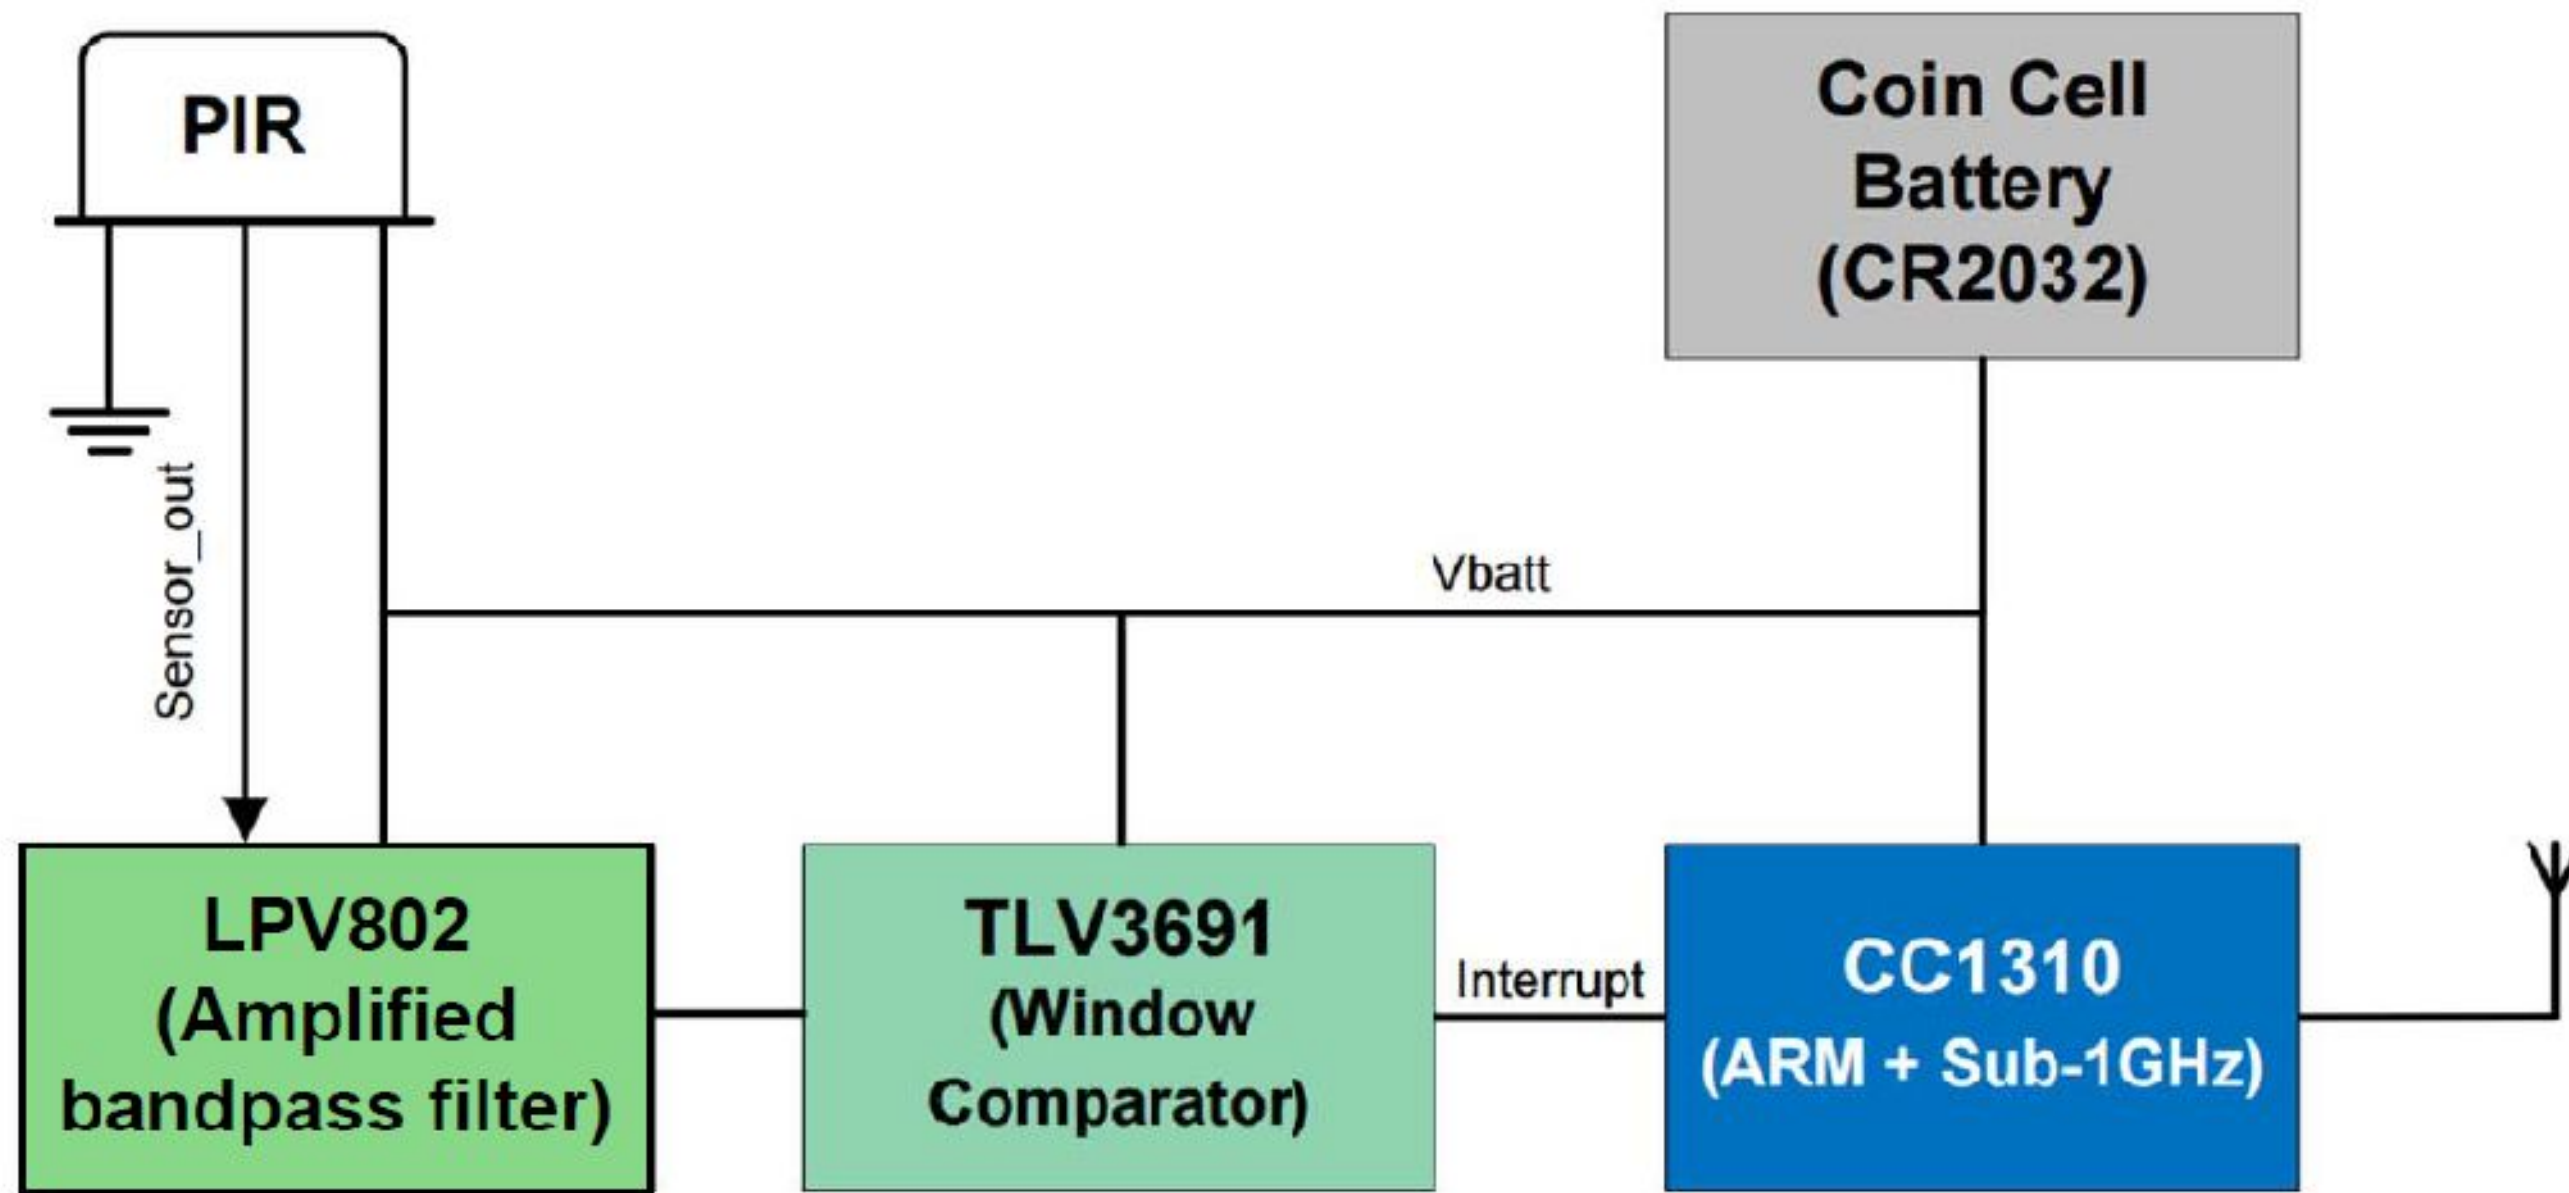 PIR
Coin Cell
Battery
(CR2032)
Sensor_out
Vbatt
LPV802
(Amplified
bandpass filter)
TLV3691
(Window
Comparator)
Interrupt
CC1310
(ARM + Sub-1GHz)